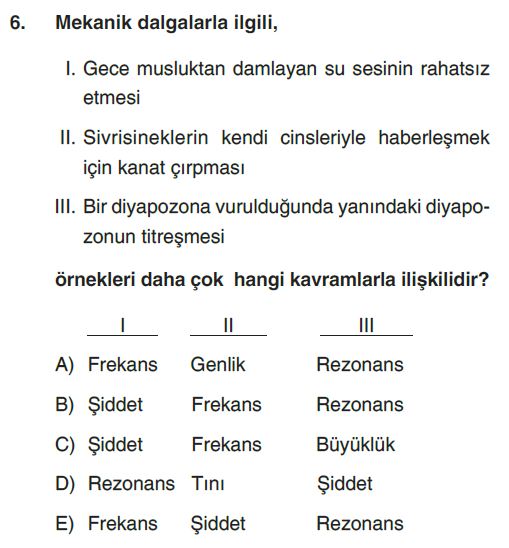 6. Mekanik dalgalarla ilgili,
I. Gece musluktan damlayan su sesinin rahatsız
etmesi
II. Sivrisineklerin kendi cinsleriyle haberleşmek
için kanat çırpması
III. Bir diyapozona vurulduğunda yanındaki diyapo-
zonun titreşmesi
örnekleri daha çok hangi kavramlarla ilişkilidir?
I II III
A) Frekans Genlik Rezonans
B) Şiddet Frekans Rezonans
C) Şiddet Frekans Büyüklük
D) Rezonans Tını Şiddet
E) Frekans Şiddet Rezonans